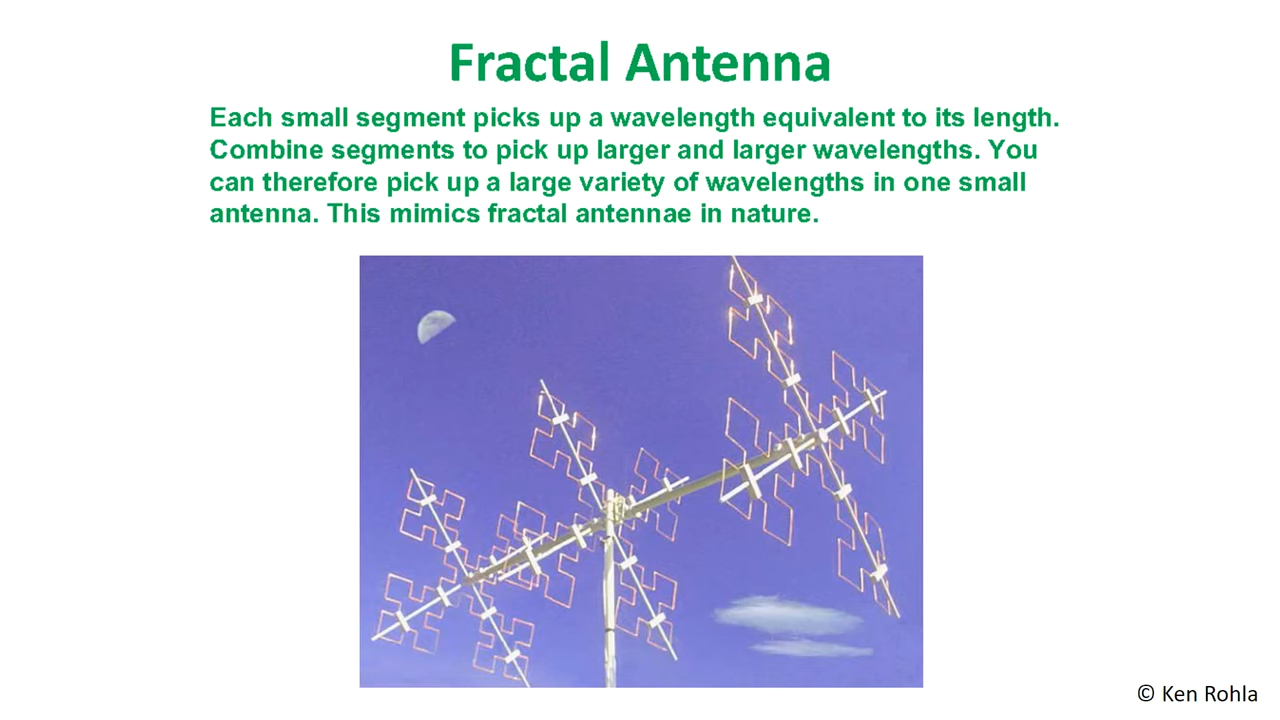 Fractal Antenna
Each small segment picks up a wavelength equivalent to its length.
Combine segments to pick up larger and larger wavelengths. You
can therefore pick up a large variety of wavelengths in one small
antenna. This mimics fractal antennae in nature.
© Ken Rohla